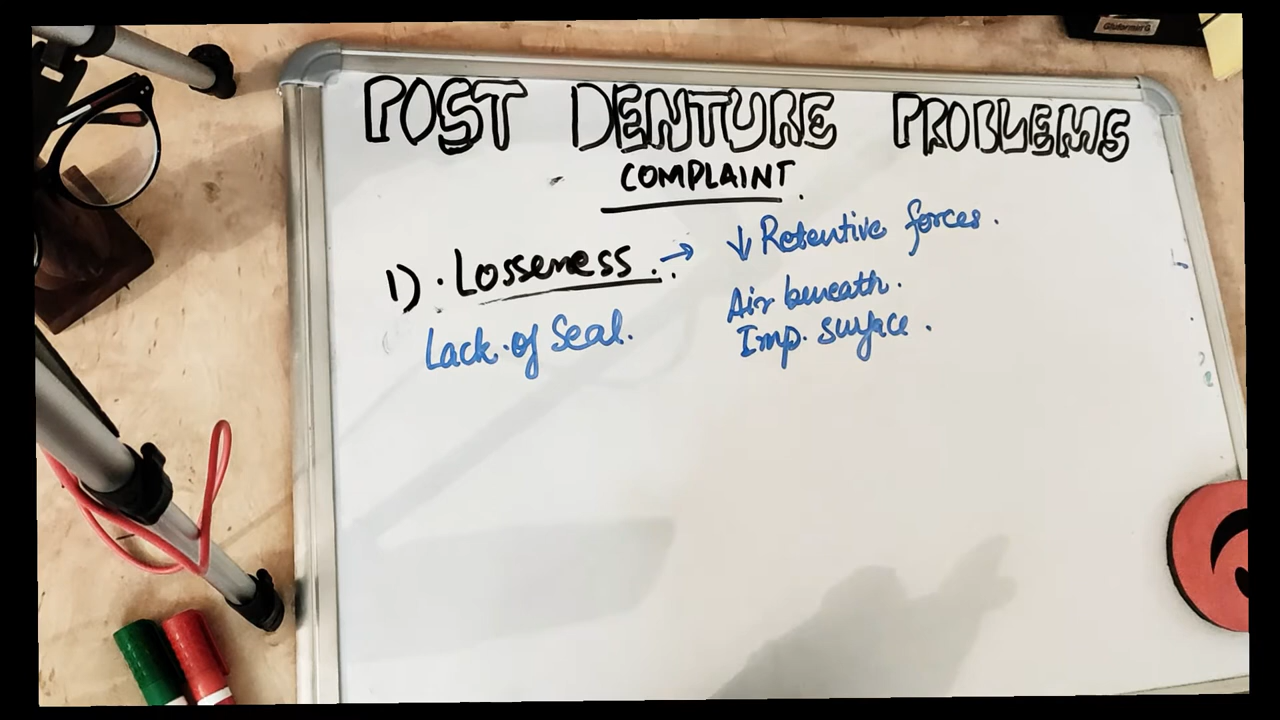 POST DENTURE PROBLEMS
COMPLAINT.
1). Losseness . → ↓ Retentive forces.
Lack of Seal.
Air beneath.
Imp. surface.